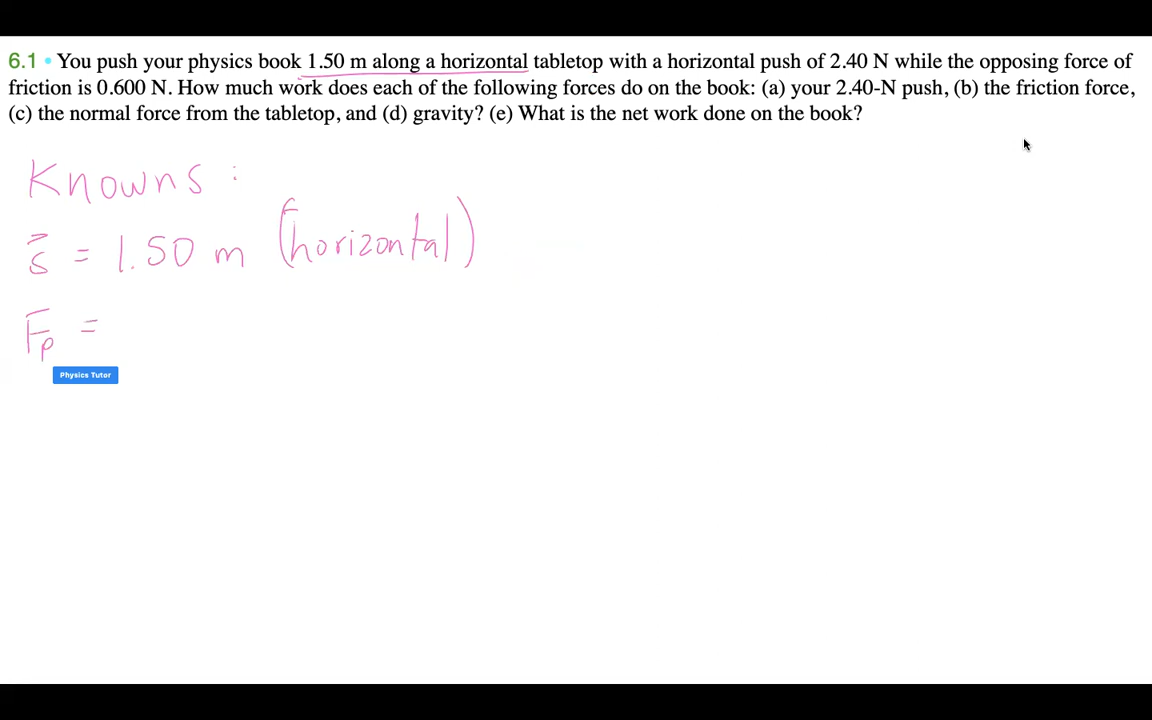 6.1 • You push your physics book 1.50 m along a horizontal tabletop with a horizontal push of 2.40 N while the opposing force of
friction is 0.600 N. How much work does each of the following forces do on the book: (a) your 2.40-N push, (b) the friction force,
(c) the normal force from the tabletop, and (d) gravity? (e) What is the net work done on the book?
Knowns :
s⃗ = 1.50 m (horizontal)
Fp =
Physics Tutor